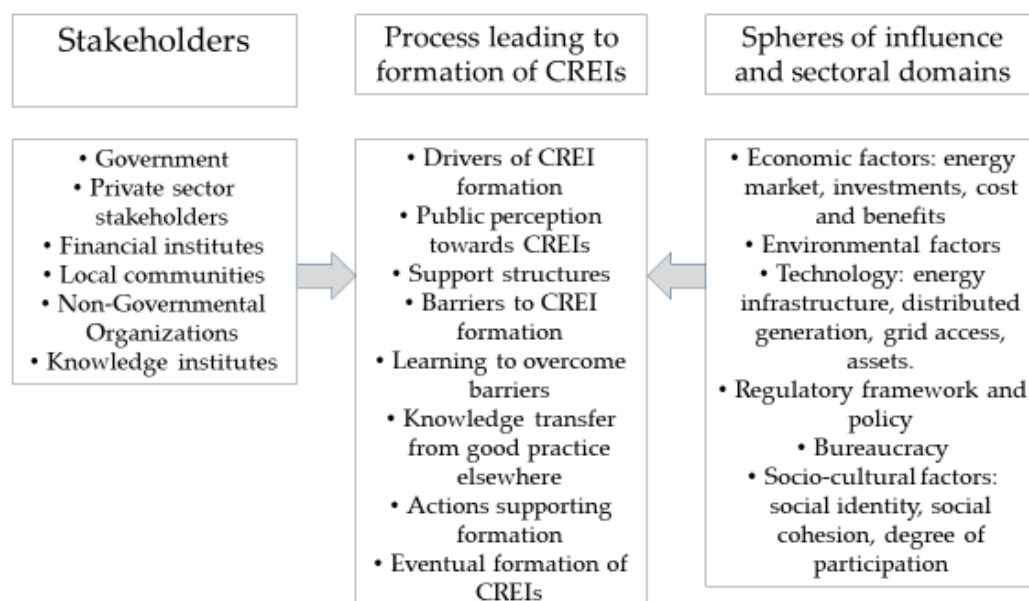 Stakeholders
Process leading to
formation of CREIs
Spheres of influence
and sectoral domains
• Government
• Private sector
stakeholders
• Financial institutes
• Local communities
• Non-Governmental
Organizations
• Knowledge institutes
• Drivers of CREI
formation
• Public perception
towards CREIs
• Support structures
• Barriers to CREI
formation
• Learning to overcome
barriers
• Knowledge transfer
from good practice
elsewhere
• Actions supporting
formation
• Eventual formation of
CREIs
• Economic factors: energy
market, investments, cost
and benefits
• Environmental factors
• Technology: energy
infrastructure, distributed
generation, grid access,
assets.
• Regulatory framework and
policy
• Bureaucracy
• Socio-cultural factors:
social identity, social
cohesion, degree of
participation